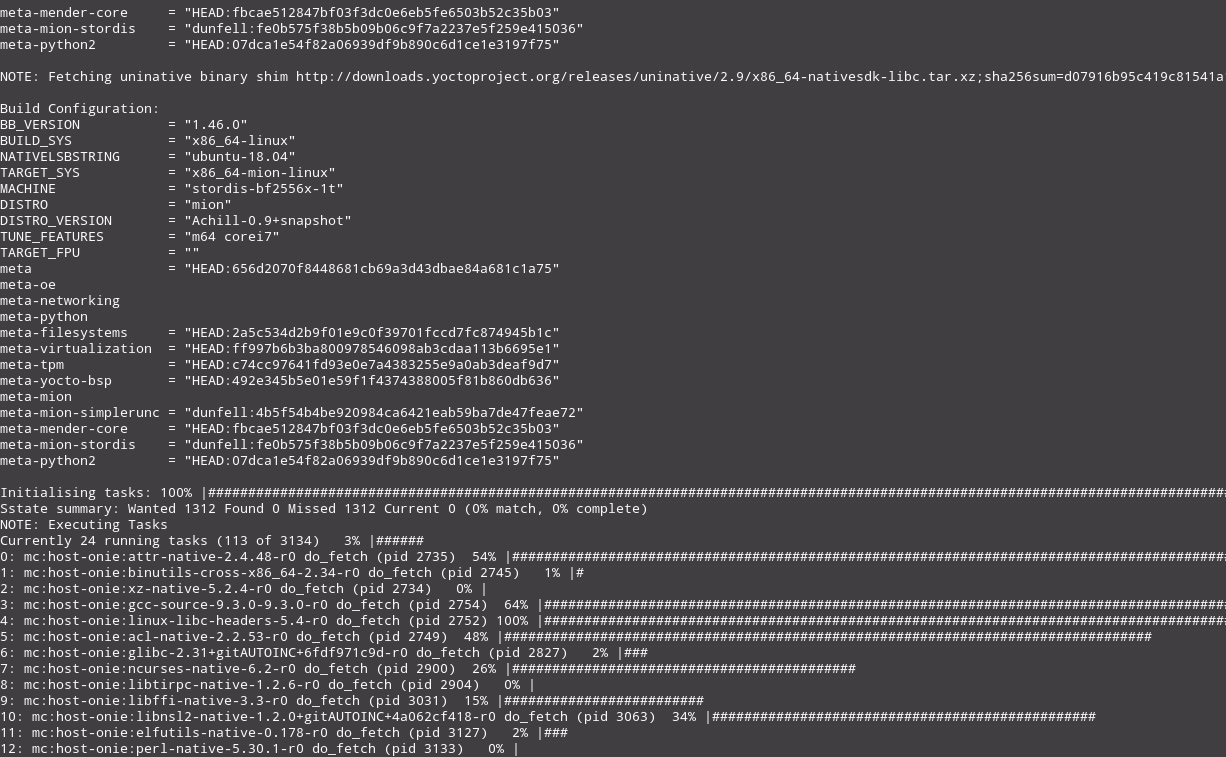 meta-mender-core     = "HEAD:fbcae512847bf03f3dc0e6eb5fe6503b52c35b03"
meta-mion-stordis    = "dunfell:fe0b575f38b5b09b06c9f7a2237e5f259e415036"
meta-python2         = "HEAD:07dca1e54f82a06939df9b890c6d1ce1e3197f75"
NOTE: Fetching uninative binary shim http://downloads.yoctoproject.org/releases/uninative/2.9/x86_64-nativesdk-libc.tar.xz;sha256sum=d07916b95c419c81541a
Build Configuration:
BB_VERSION           = "1.46.0"
BUILD_SYS            = "x86_64-linux"
NATIVELSBSTRING      = "ubuntu-18.04"
TARGET_SYS           = "x86_64-mion-linux"
MACHINE              = "stordis-bf2556x-1t"
DISTRO               = "mion"
DISTRO_VERSION       = "Achill-0.9+snapshot"
TUNE_FEATURES        = "m64 corei7"
TARGET_FPU           = ""
meta                 = "HEAD:656d2070f8448681cb69a3d43dbae84a681c1a75"
meta-oe
meta-networking
meta-python
meta-filesystems     = "HEAD:2a5c534d2b9f01e9c0f39701fccd7fc874945b1c"
meta-virtualization  = "HEAD:ff997b6b3ba800978546098ab3cdaa113b6695e1"
meta-tpm             = "HEAD:c74cc97641fd93e0e7a4383255e9a0ab3deaf9d7"
meta-yocto-bsp       = "HEAD:492e345b5e01e59f1f4374388005f81b860db636"
meta-mion
meta-mion-simplerunc = "dunfell:4b5f54b4be920984ca6421eab59ba7de47feae72"
meta-mender-core     = "HEAD:fbcae512847bf03f3dc0e6eb5fe6503b52c35b03"
meta-mion-stordis    = "dunfell:fe0b575f38b5b09b06c9f7a2237e5f259e415036"
meta-python2         = "HEAD:07dca1e54f82a06939df9b890c6d1ce1e3197f75"
Initialising tasks: 100% |###############################################################################################################################
Sstate summary: Wanted 1312 Found 0 Missed 1312 Current 0 (0% match, 0% complete)
NOTE: Executing Tasks
Currently 24 running tasks (113 of 3134)   3% |######
0: mc:host-onie:attr-native-2.4.48-r0 do_fetch (pid 2735)  54% |#########################################################################################
1: mc:host-onie:binutils-cross-x86_64-2.34-r0 do_fetch (pid 2745)   1% |#
2: mc:host-onie:xz-native-5.2.4-r0 do_fetch (pid 2734)   0% |
3: mc:host-onie:gcc-source-9.3.0-9.3.0-r0 do_fetch (pid 2754)  64% |#####################################################################################
4: mc:host-onie:linux-libc-headers-5.4-r0 do_fetch (pid 2752) 100% |#####################################################################################
5: mc:host-onie:acl-native-2.2.53-r0 do_fetch (pid 2749)  48% |#################################################################################
6: mc:host-onie:glibc-2.31+gitAUTOINC+6fdf971c9d-r0 do_fetch (pid 2827)   2% |###
7: mc:host-onie:ncurses-native-6.2-r0 do_fetch (pid 2900)  26% |###########################################
8: mc:host-onie:libtirpc-native-1.2.6-r0 do_fetch (pid 2904)   0% |
9: mc:host-onie:libffi-native-3.3-r0 do_fetch (pid 3031)  15% |#########################
10: mc:host-onie:libnsl2-native-1.2.0+gitAUTOINC+4a062cf418-r0 do_fetch (pid 3063)  34% |################################################
11: mc:host-onie:elfutils-native-0.178-r0 do_fetch (pid 3127)   2% |###
12: mc:host-onie:perl-native-5.30.1-r0 do_fetch (pid 3133)   0% |